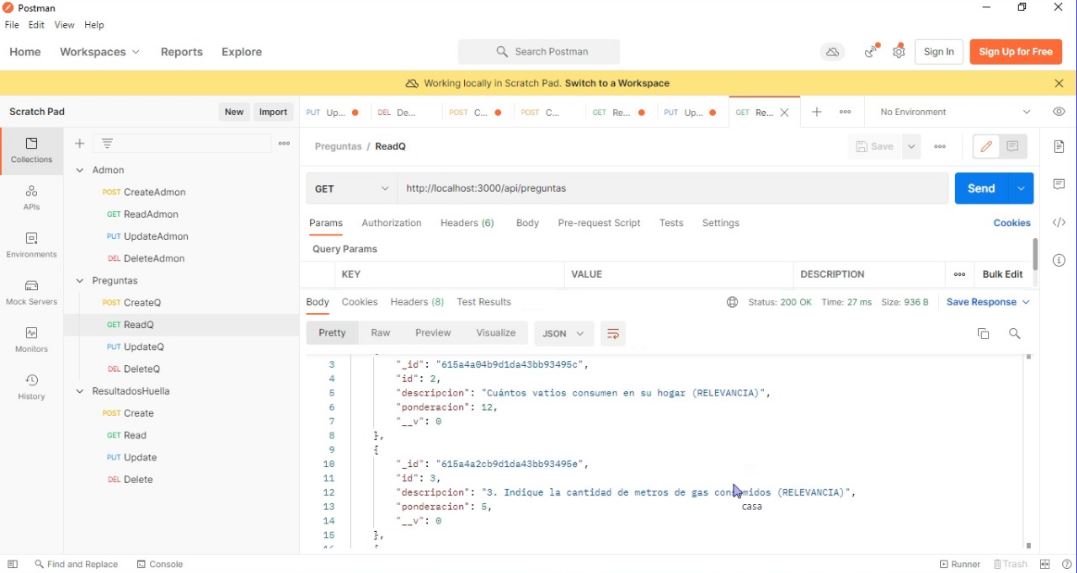 Postman
File Edit View Help
Home Workspaces Reports Explore Search Postman Sign In Sign Up for Free
Working locally in Scratch Pad. Switch to a Workspace
Scratch Pad New Import PUT Up... DEL De... POST C... POST C... GET Re... PUT Up... GET Re... No Environment
Collections
APIs
Environments
Mock Servers
Monitors
History
Admon
POST CreateAdmon
GET ReadAdmon
PUT UpdateAdmon
DEL DeleteAdmon
Preguntas
POST CreateQ
GET ReadQ
PUT UpdateQ
DEL DeleteQ
ResultadosHuella
POST Create
GET Read
PUT Update
DEL Delete
Preguntas / ReadQ Save
GET http://localhost:3000/api/preguntas Send
Params Authorization Headers (6) Body Pre-request Script Tests Settings Cookies
Query Params
KEY VALUE DESCRIPTION Bulk Edit
Body Cookies Headers (8) Test Results Status: 200 OK Time: 27 ms Size: 936 B Save Response
Pretty Raw Preview Visualize JSON
3 "_id": "615a4a04b9d1da43bb93495c",
4 "id": 2,
5 "descripcion": "Cuántos vatios consumen en su hogar (RELEVANCIA)",
6 "ponderacion": 12,
7 "__v": 0
8 },
9 {
10 "_id": "615a4a2cb9d1da43bb93495e",
11 "id": 3,
12 "descripcion": "3. Indique la cantidad de metros de gas consumidos (RELEVANCIA)",
casa
13 "ponderacion": 5,
14 "__v": 0
15 },
Find and Replace Console Runner Trash